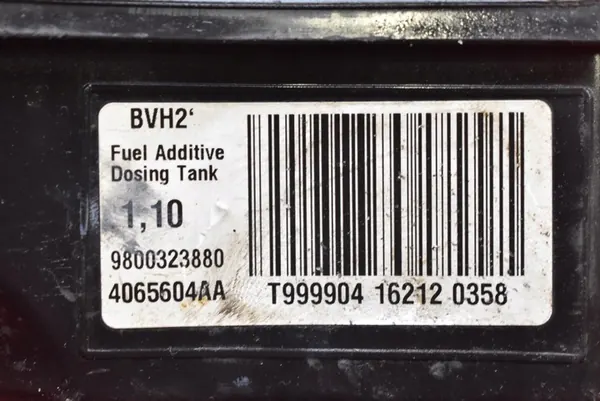 BVH2'
Fuel Additive
Dosing Tank
1,10
9800323880
4065604AA
T999904 16212 0358